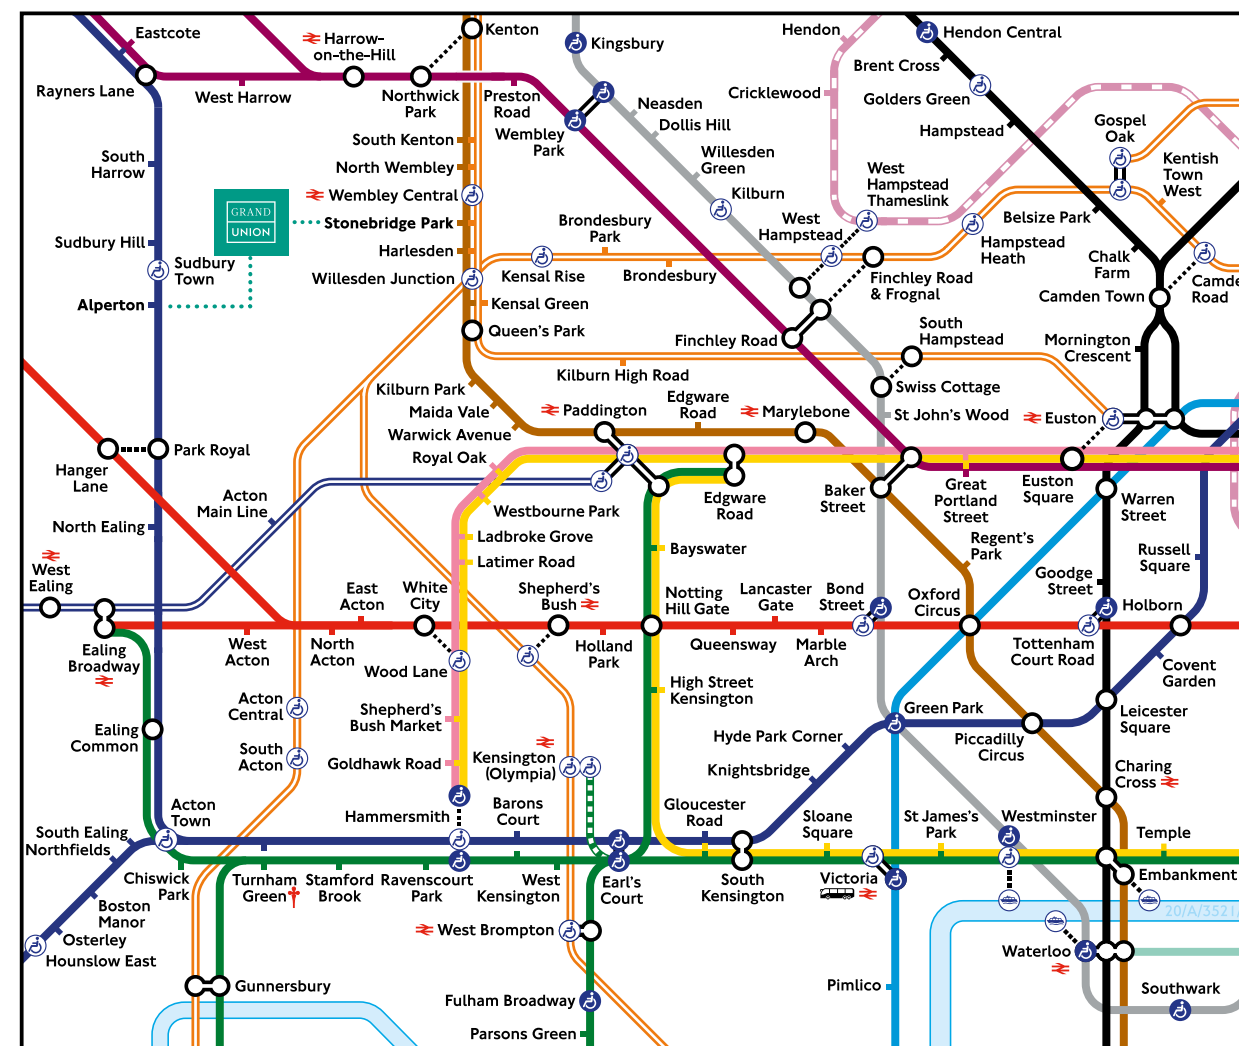 Eastcote
Harrow-
on-the-Hill
Kenton
Kingsbury
Hendon
Hendon Central
Rayners Lane
West Harrow
Northwick
Park
Preston
Road
Wembley
Park
Neasden
Dollis Hill
Cricklewood
Brent Cross
Golders Green
Hampstead
Gospel
Oak
Kentish
Town
West
South
Harrow
South Kenton
North Wembley
Wembley Central
Stonebridge Park
Harlesden
Willesden Junction
GRAND
UNION
Willesden
Green
Kilburn
West
Hampstead
Thameslink
West
Hampstead
Brondesbury
Park
Kensal Rise
Brondesbury
Finchley Road
& Frognal
Hampstead
Heath
Belsize Park
Chalk
Farm
Camden Town
Camde
Road
Sudbury Hill
Sudbury
Town
Alperton
Kensal Green
Queen's Park
Finchley Road
South
Hampstead
Mornington
Crescent
Kilburn High Road
Swiss Cottage
Kilburn Park
Maida Vale
Warwick Avenue
Royal Oak
Paddington
Edgware
Road
Marylebone
St John's Wood
Euston
Park Royal
Hanger
Lane
Acton
Main Line
Westbourne Park
Edgware
Road
Baker
Street
Great
Portland
Street
Euston
Square
Warren
Street
North Ealing
Ladbroke Grove
Latimer Road
Bayswater
Regent's
Park
Russell
Square
West
Ealing
East
Acton
White
City
Shepherd's
Bush
Notting
Hill Gate
Lancaster
Gate
Bond
Street
Oxford
Circus
Goodge
Street
Holborn
Ealing
Broadway
West
Acton
North
Acton
Wood Lane
Holland
Park
Queensway
Marble
Arch
Tottenham
Court Road
Covent
Garden
Acton
Central
Shepherd's
Bush Market
High Street
Kensington
Green Park
Leicester
Square
Ealing
Common
South
Acton
Goldhawk Road
Kensington
(Olympia)
Hyde Park Corner
Knightsbridge
Piccadilly
Circus
Charing
Cross
Acton
Town
Hammersmith
Barons
Court
Gloucester
Road
Sloane
Square
St James's
Park
Westminster
Temple
South Ealing
Northfields
Chiswick
Park
Turnham
Green
Stamford
Brook
Ravenscourt
Park
West
Kensington
Earl's
Court
South
Kensington
Victoria
Embankment
Boston
Manor
Osterley
Hounslow East
West Brompton
20/A/3521/
Waterloo
Gunnersbury
Fulham Broadway
Pimlico
Southwark
Parsons Green